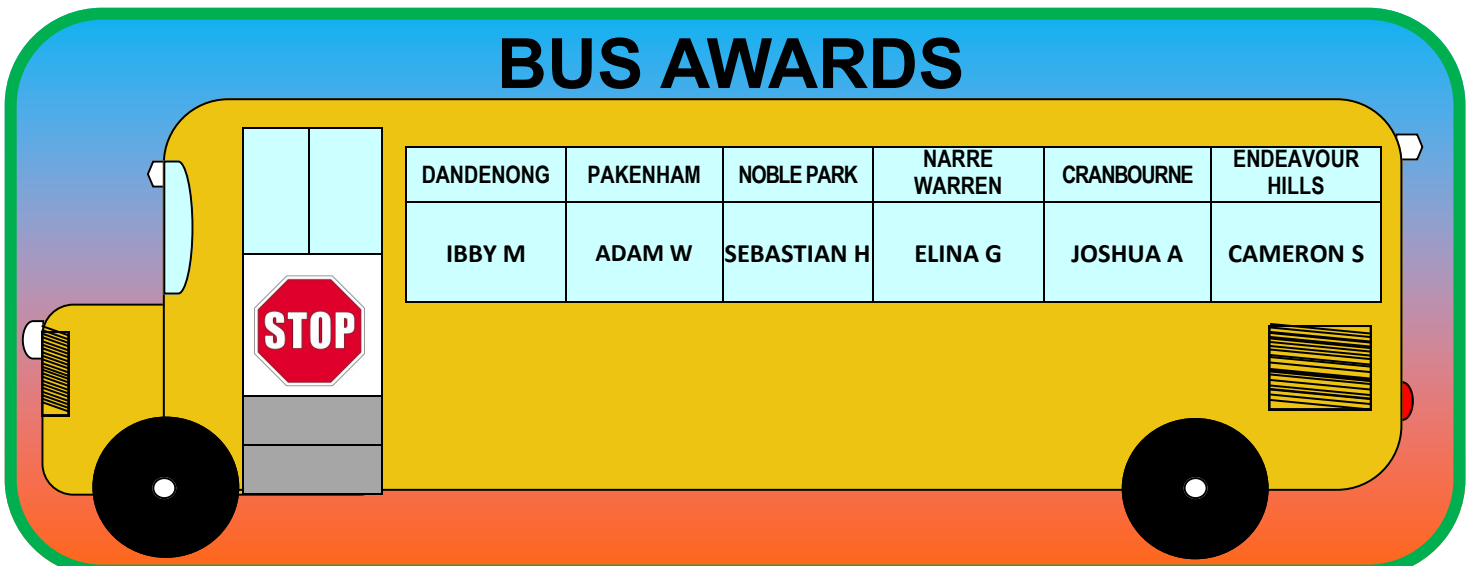 BUS AWARDS
DANDENONG PAKENHAM NOBLE PARK NARRE WARREN CRANBOURNE ENDEAVOUR HILLS
IBBY M ADAM W SEBASTIAN H ELINA G JOSHUA A CAMERON S
STOP